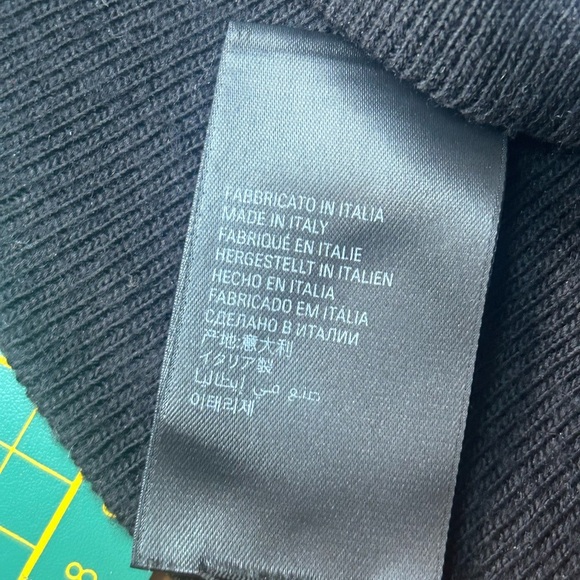 FABBRICATO IN ITALIA
MADE IN ITALY
FABRIQUÉ EN ITALIE
HERGESTELLT IN ITALIEN
HECHO EN ITALIA
FABRICADO EM ITÁLIA
СДЕЛАНО В ИТАЛИИ
产地:意大利
イタリア製
صنع في إيطاليا
이태리제
8